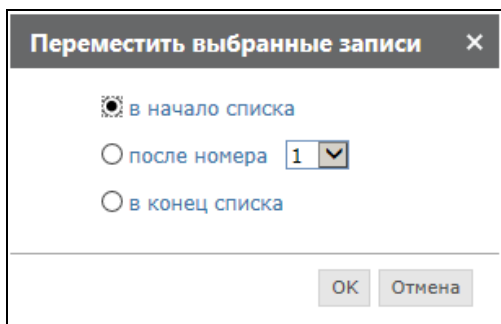 Переместить выбранные записи ×
в начало списка
после номера 1
в конец списка
OK Отмена